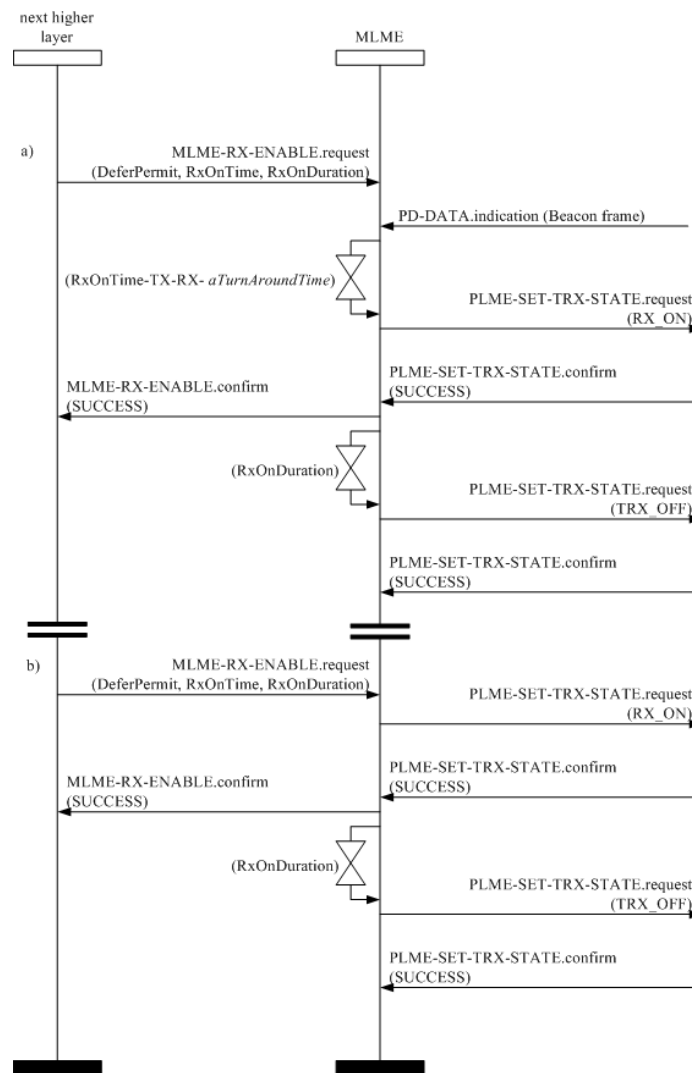 next higher
layer
MLME
a)
MLME-RX-ENABLE.request
(DeferPermit, RxOnTime, RxOnDuration)
PD-DATA.indication (Beacon frame)
(RxOnTime-TX-RX- aTurnAroundTime)
PLME-SET-TRX-STATE.request
(RX_ON)
MLME-RX-ENABLE.confirm
(SUCCESS)
PLME-SET-TRX-STATE.confirm
(SUCCESS)
(RxOnDuration)
PLME-SET-TRX-STATE.request
(TRX_OFF)
PLME-SET-TRX-STATE.confirm
(SUCCESS)
b)
MLME-RX-ENABLE.request
(DeferPermit, RxOnTime, RxOnDuration)
PLME-SET-TRX-STATE.request
(RX_ON)
MLME-RX-ENABLE.confirm
(SUCCESS)
PLME-SET-TRX-STATE.confirm
(SUCCESS)
(RxOnDuration)
PLME-SET-TRX-STATE.request
(TRX_OFF)
PLME-SET-TRX-STATE.confirm
(SUCCESS)